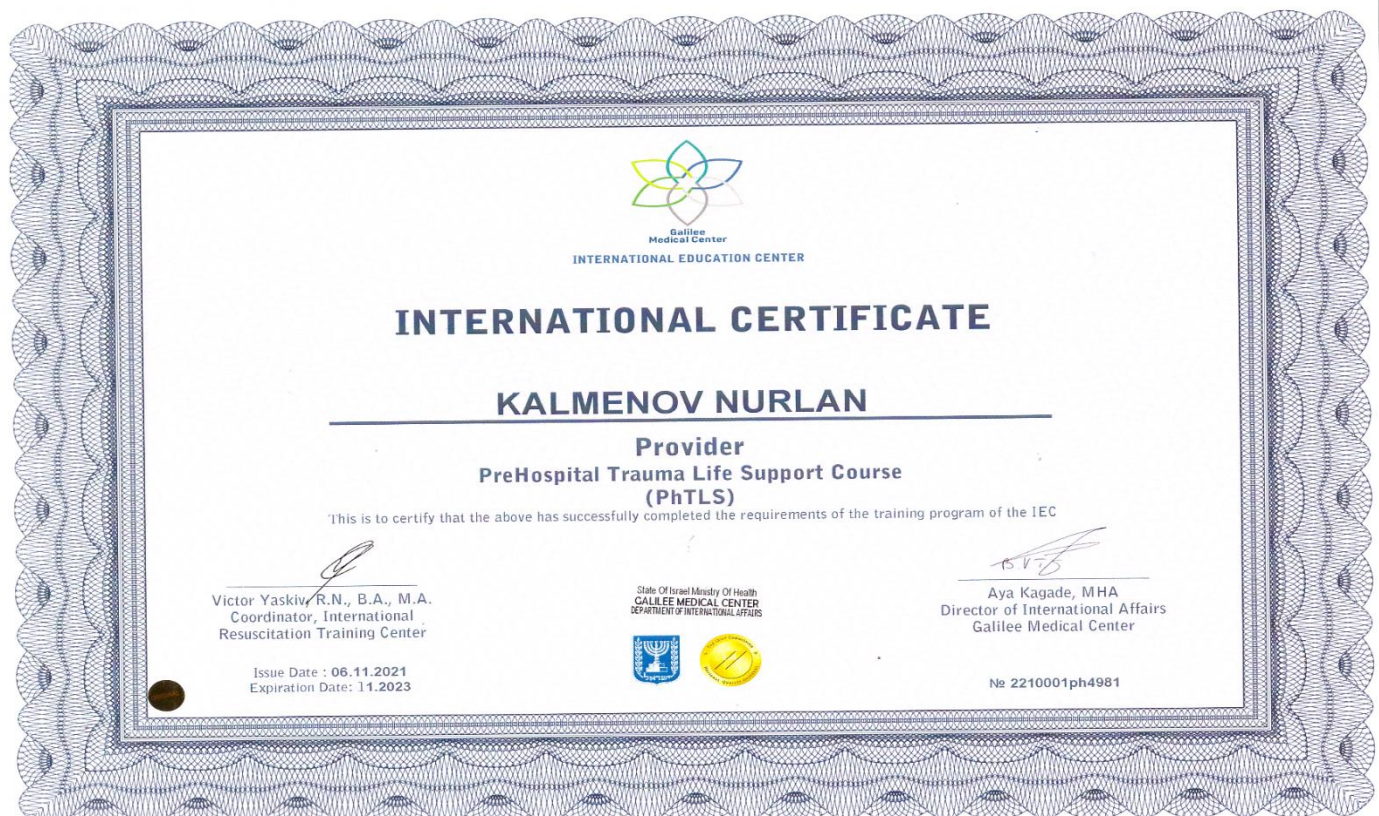 Galilee
Medical Center
INTERNATIONAL EDUCATION CENTER
INTERNATIONAL CERTIFICATE
KALMENOV NURLAN
Provider
PreHospital Trauma Life Support Course
(PhTLS)
This is to certify that the above has successfully completed the requirements of the training program of the IEC
Victor Yaskiv, R.N., B.A., M.A.
Coordinator, International
Resuscitation Training Center
Issue Date : 06.11.2021
Expiration Date: 11.2023
State Of Israel Ministry Of Health
GALILEE MEDICAL CENTER
DEPARTMENT OF INTERNATIONAL AFFAIRS
Aya Kagade, MHA
Director of International Affairs
Galilee Medical Center
№ 2210001ph4981